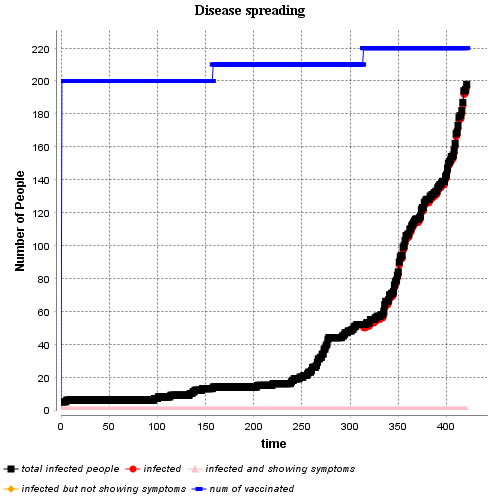 Disease spreading
Number of People
220
200
180
160
140
120
100
80
60
40
20
0
0 50 100 150 200 250 300 350 400
time
total infected people infected infected and showing symptoms
infected but not showing symptoms num of vaccinated